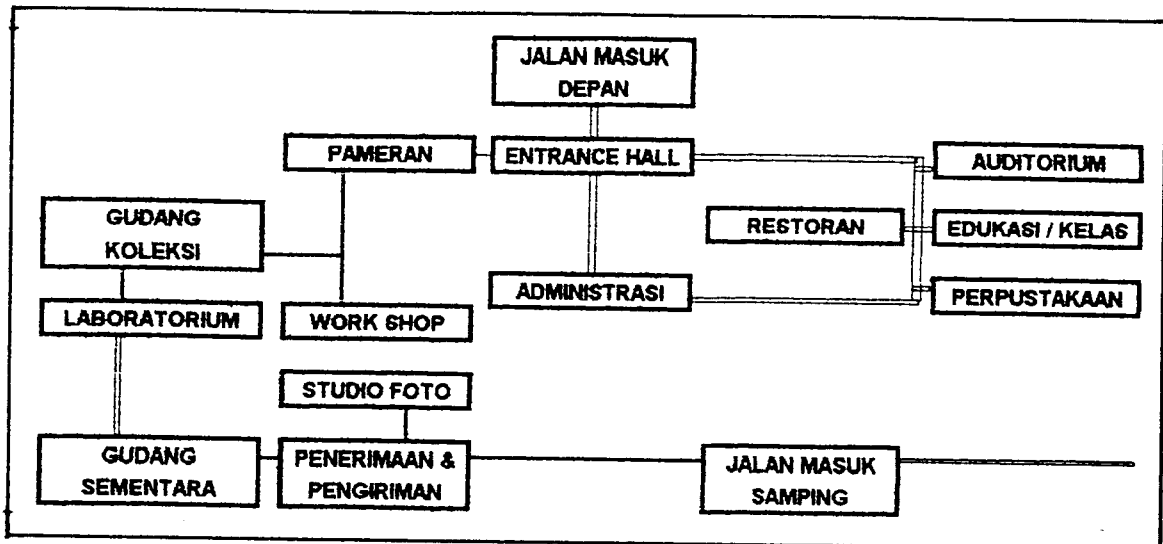 JALAN MASUK
DEPAN
PAMERAN
ENTRANCE HALL
AUDITORIUM
GUDANG
KOLEKSI
RESTORAN
EDUKASI / KELAS
ADMINISTRASI
PERPUSTAKAAN
LABORATORIUM
WORK SHOP
STUDIO FOTO
GUDANG
SEMENTARA
PENERIMAAN &
PENGIRIMAN
JALAN MASUK
SAMPING